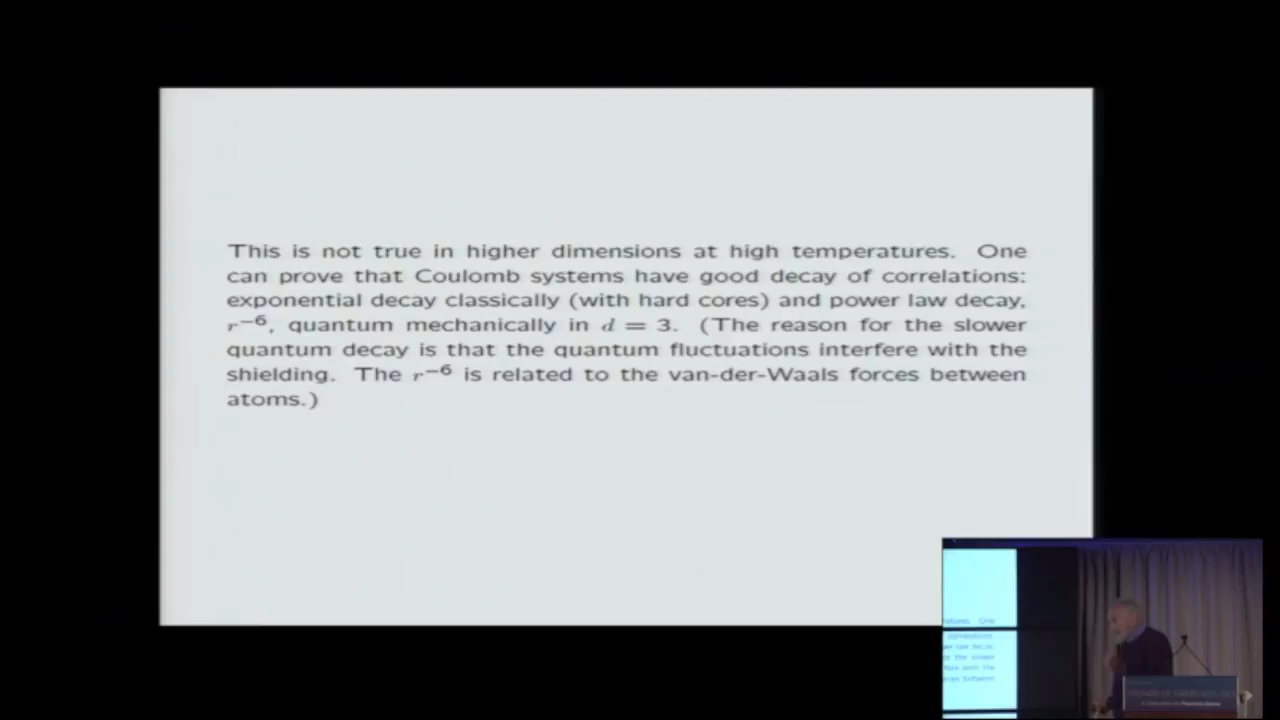 This is not true in higher dimensions at high temperatures. One
can prove that Coulomb systems have good decay of correlations:
exponential decay classically (with hard cores) and power law decay,
r⁻⁶, quantum mechanically in d = 3. (The reason for the slower
quantum decay is that the quantum fluctuations interfere with the
shielding. The r⁻⁶ is related to the van-der-Waals forces between
atoms.)